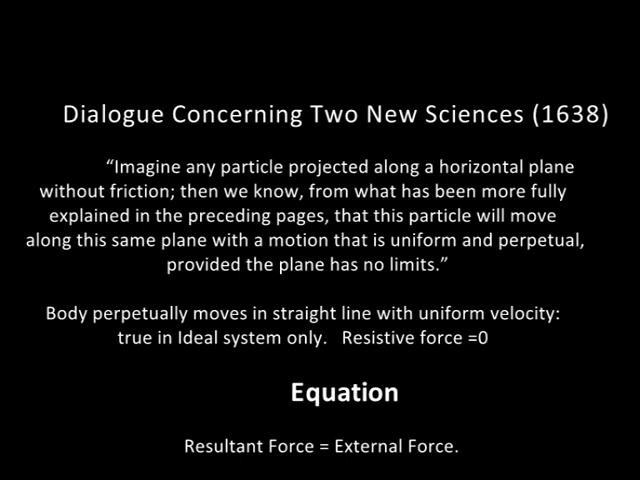 Dialogue Concerning Two New Sciences (1638)
“Imagine any particle projected along a horizontal plane
without friction; then we know, from what has been more fully
explained in the preceding pages, that this particle will move
along this same plane with a motion that is uniform and perpetual,
provided the plane has no limits.”
Body perpetually moves in straight line with uniform velocity:
true in Ideal system only.   Resistive force =0
Equation
Resultant Force = External Force.